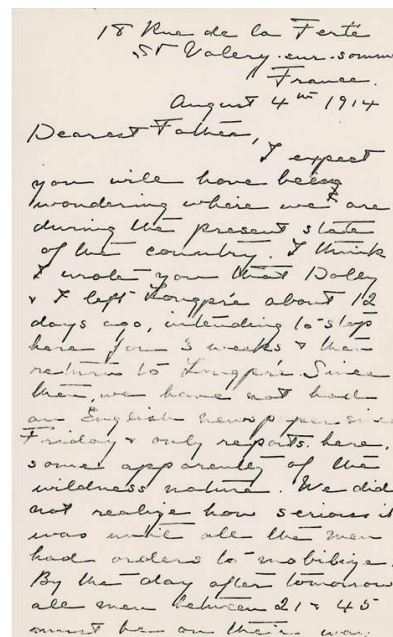 18 Rue de la Ferté
St Valery-sur-somme
France.
August 4th 1914
Dearest Father,
I expect
you will have being
wondering where we are
during the present state
of the country. I think
I wrote you that Dolly
& I left Longpré about 12
days ago, intending to stop
here for 3 weeks & then
return to Longpré. Since
then, we have not had
an English newspaper since
Friday & only reports here,
some apparently of the
wildness nature. We did
not realize how serious it
was until all the men
had orders to mobilize.
By the day after tomorrow
all men between 21 & 45
must be on their way